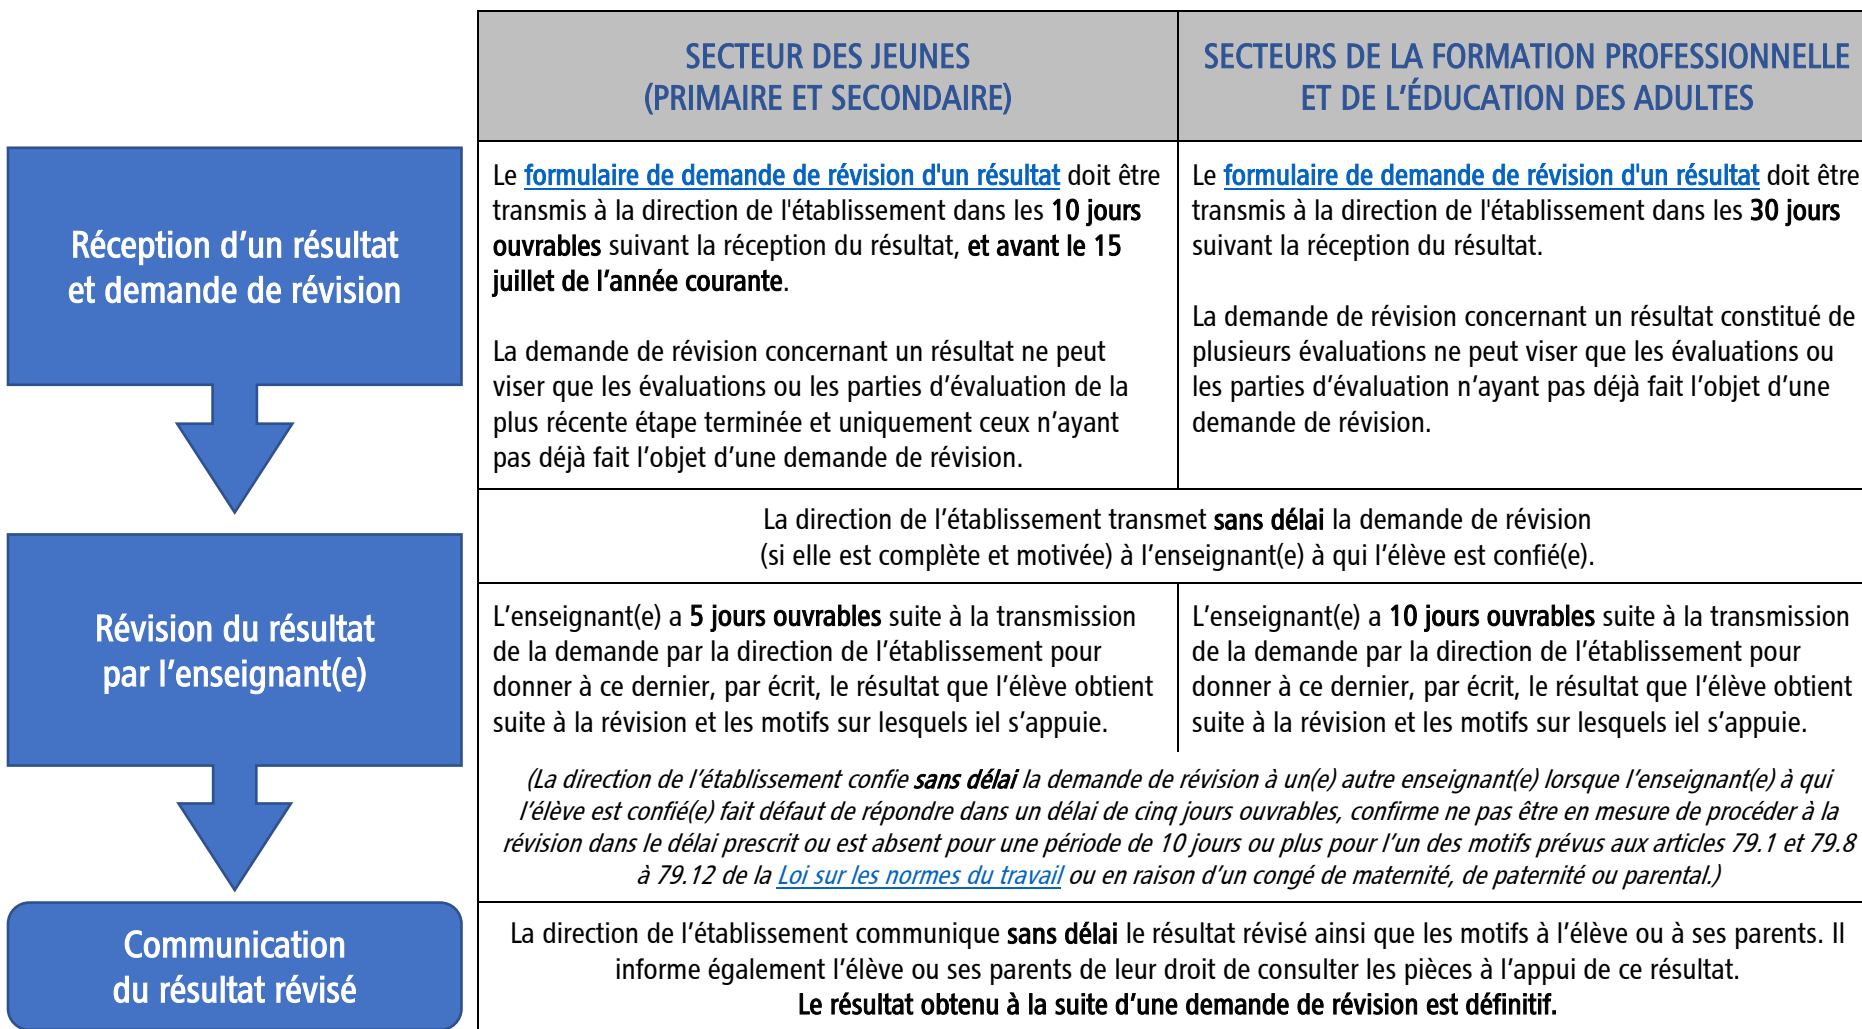 SECTEUR DES JEUNES
(PRIMAIRE ET SECONDAIRE)
SECTEURS DE LA FORMATION PROFESSIONNELLE
ET DE L’ÉDUCATION DES ADULTES
Réception d’un résultat
et demande de révision
Le formulaire de demande de révision d'un résultat doit être
transmis à la direction de l'établissement dans les 10 jours
ouvrables suivant la réception du résultat, et avant le 15
juillet de l’année courante.
La demande de révision concernant un résultat ne peut
viser que les évaluations ou les parties d’évaluation de la
plus récente étape terminée et uniquement ceux n’ayant
pas déjà fait l’objet d’une demande de révision.
Le formulaire de demande de révision d'un résultat doit être
transmis à la direction de l'établissement dans les 30 jours
suivant la réception du résultat.
La demande de révision concernant un résultat constitué de
plusieurs évaluations ne peut viser que les évaluations ou
les parties d’évaluation n’ayant pas déjà fait l’objet d’une
demande de révision.
La direction de l’établissement transmet sans délai la demande de révision
(si elle est complète et motivée) à l’enseignant(e) à qui l’élève est confié(e).
Révision du résultat
par l’enseignant(e)
L’enseignant(e) a 5 jours ouvrables suite à la transmission
de la demande par la direction de l’établissement pour
donner à ce dernier, par écrit, le résultat que l’élève obtient
suite à la révision et les motifs sur lesquels iel s’appuie.
L’enseignant(e) a 10 jours ouvrables suite à la transmission
de la demande par la direction de l’établissement pour
donner à ce dernier, par écrit, le résultat que l’élève obtient
suite à la révision et les motifs sur lesquels iel s’appuie.
(La direction de l’établissement confie sans délai la demande de révision à un(e) autre enseignant(e) lorsque l’enseignant(e) à qui
l’élève est confié(e) fait défaut de répondre dans un délai de cinq jours ouvrables, confirme ne pas être en mesure de procéder à la
révision dans le délai prescrit ou est absent pour une période de 10 jours ou plus pour l’un des motifs prévus aux articles 79.1 et 79.8
à 79.12 de la Loi sur les normes du travail ou en raison d’un congé de maternité, de paternité ou parental.)
Communication
du résultat révisé
La direction de l’établissement communique sans délai le résultat révisé ainsi que les motifs à l’élève ou à ses parents. Il
informe également l’élève ou ses parents de leur droit de consulter les pièces à l’appui de ce résultat.
Le résultat obtenu à la suite d’une demande de révision est définitif.